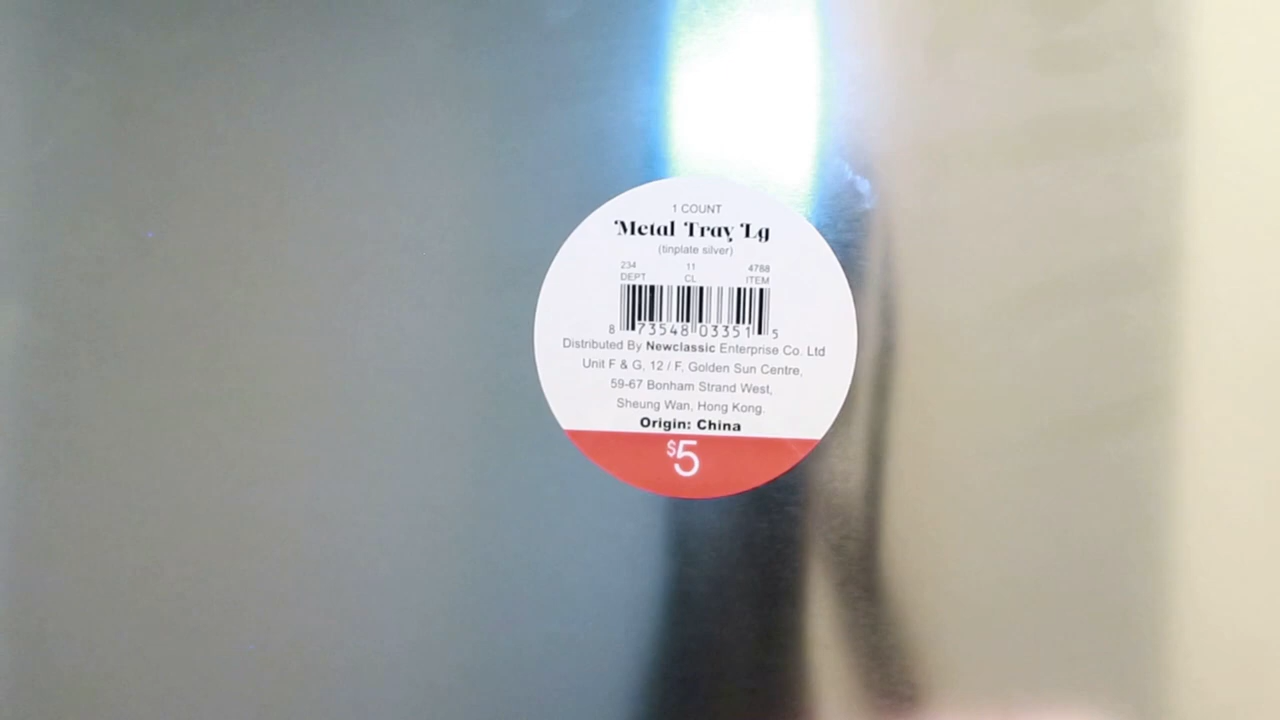 1 COUNT
Metal Tray Lg
(tinplate silver)
234 11 4788
DEPT CL ITEM
8 73548 03351 5
Distributed By Newclassic Enterprise Co. Ltd
Unit F & G, 12 / F, Golden Sun Centre,
59-67 Bonham Strand West,
Sheung Wan, Hong Kong.
Origin: China
$5